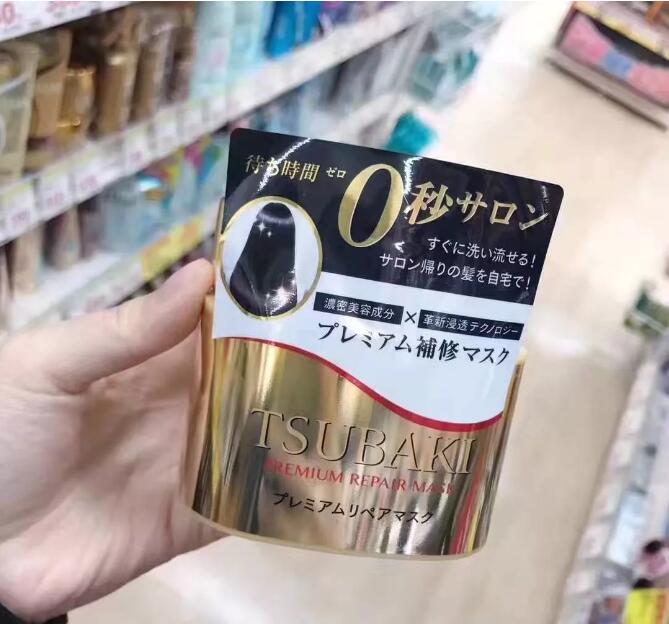 待ち時間 ゼロ
0秒サロン
すぐに洗い流せる!
サロン帰りの髪を自宅で!
濃密美容成分 × 革新浸透テクノロジー
プレミアム補修マスク
TSUBAKI
PREMIUM REPAIR MASK
プレミアムリペアマスク